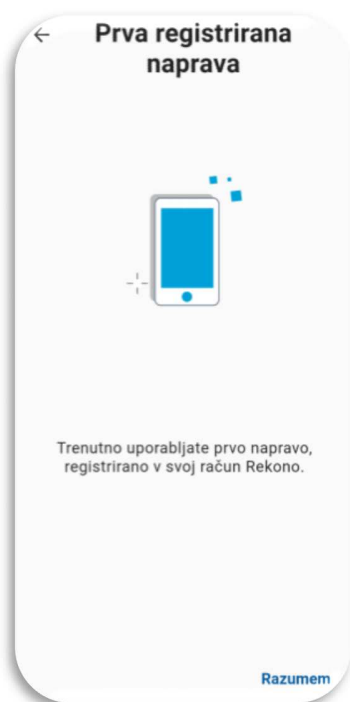 Prva registrirana
naprava
Trenutno uporabljate prvo napravo,
registrirano v svoj račun Rekono.
Razumem